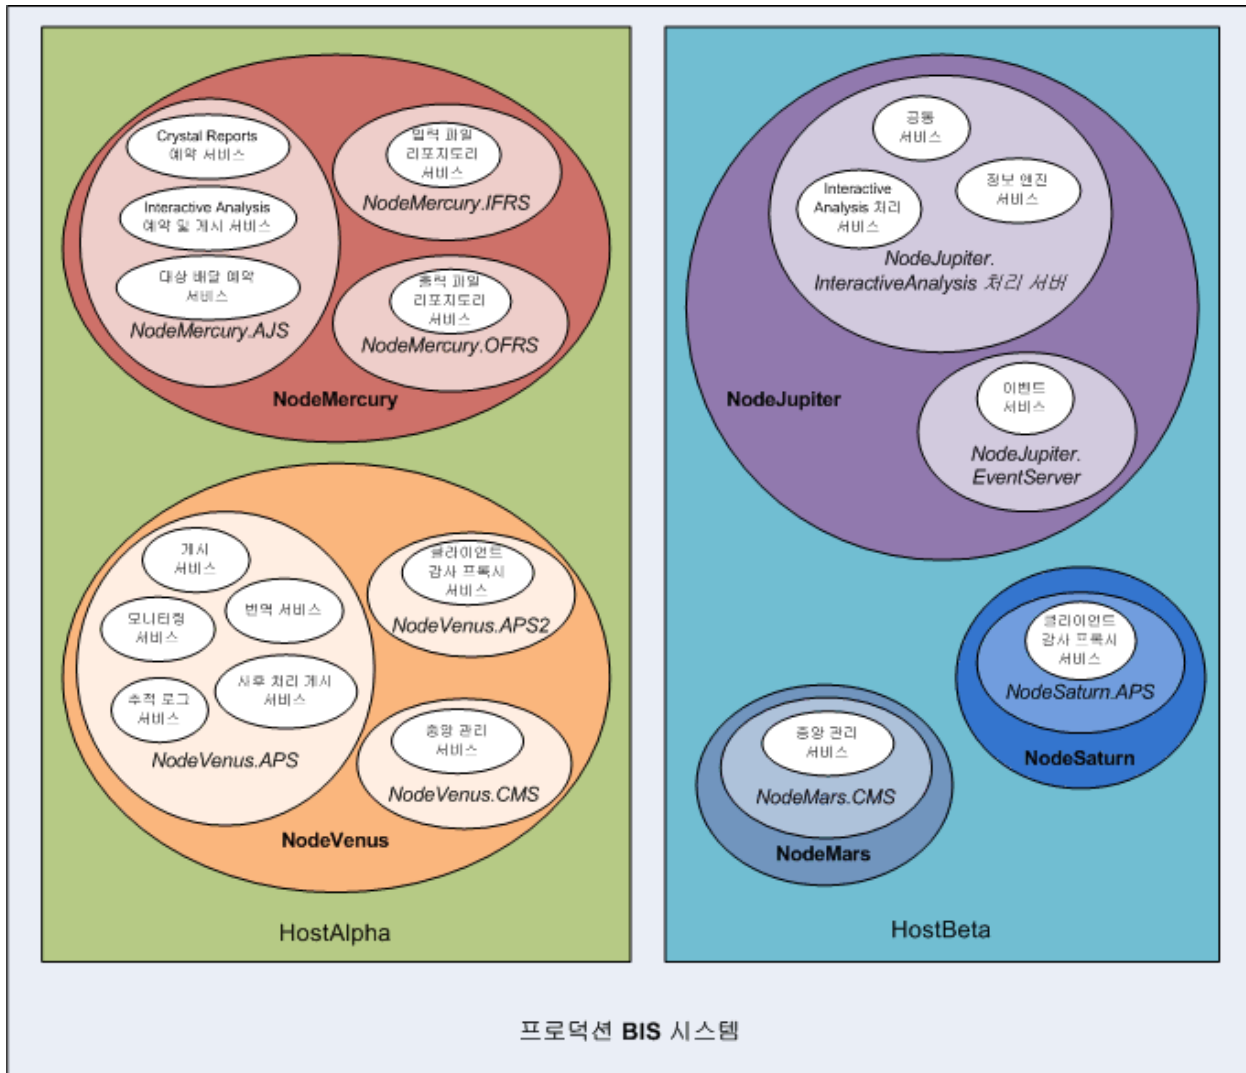 Crystal Reports
예약 서비스
Interactive Analysis
예약 및 게시 서비스
대상 배달 예약
서비스
NodeMercury.AJS
입력 파일
리포지토리
서비스
NodeMercury.IFRS
출력 파일
리포지토리
서비스
NodeMercury.OFRS
NodeMercury
게시
서비스
모니터링
서비스
번역 서비스
추적 로그
서비스
사후 처리 게시
서비스
NodeVenus.APS
클라이언트
감사 프록시
서비스
NodeVenus.APS2
중앙 관리
서비스
NodeVenus.CMS
NodeVenus
HostAlpha
공통
서비스
Interactive
Analysis 처리
서비스
정보 엔진
서비스
NodeJupiter.
InteractiveAnalysis 처리 서버
NodeJupiter
이벤트
서비스
NodeJupiter.
EventServer
클라이언트
감사 프록시
서비스
NodeSaturn.APS
NodeSaturn
중앙 관리
서비스
NodeMars.CMS
NodeMars
HostBeta
프로덕션 BIS 시스템